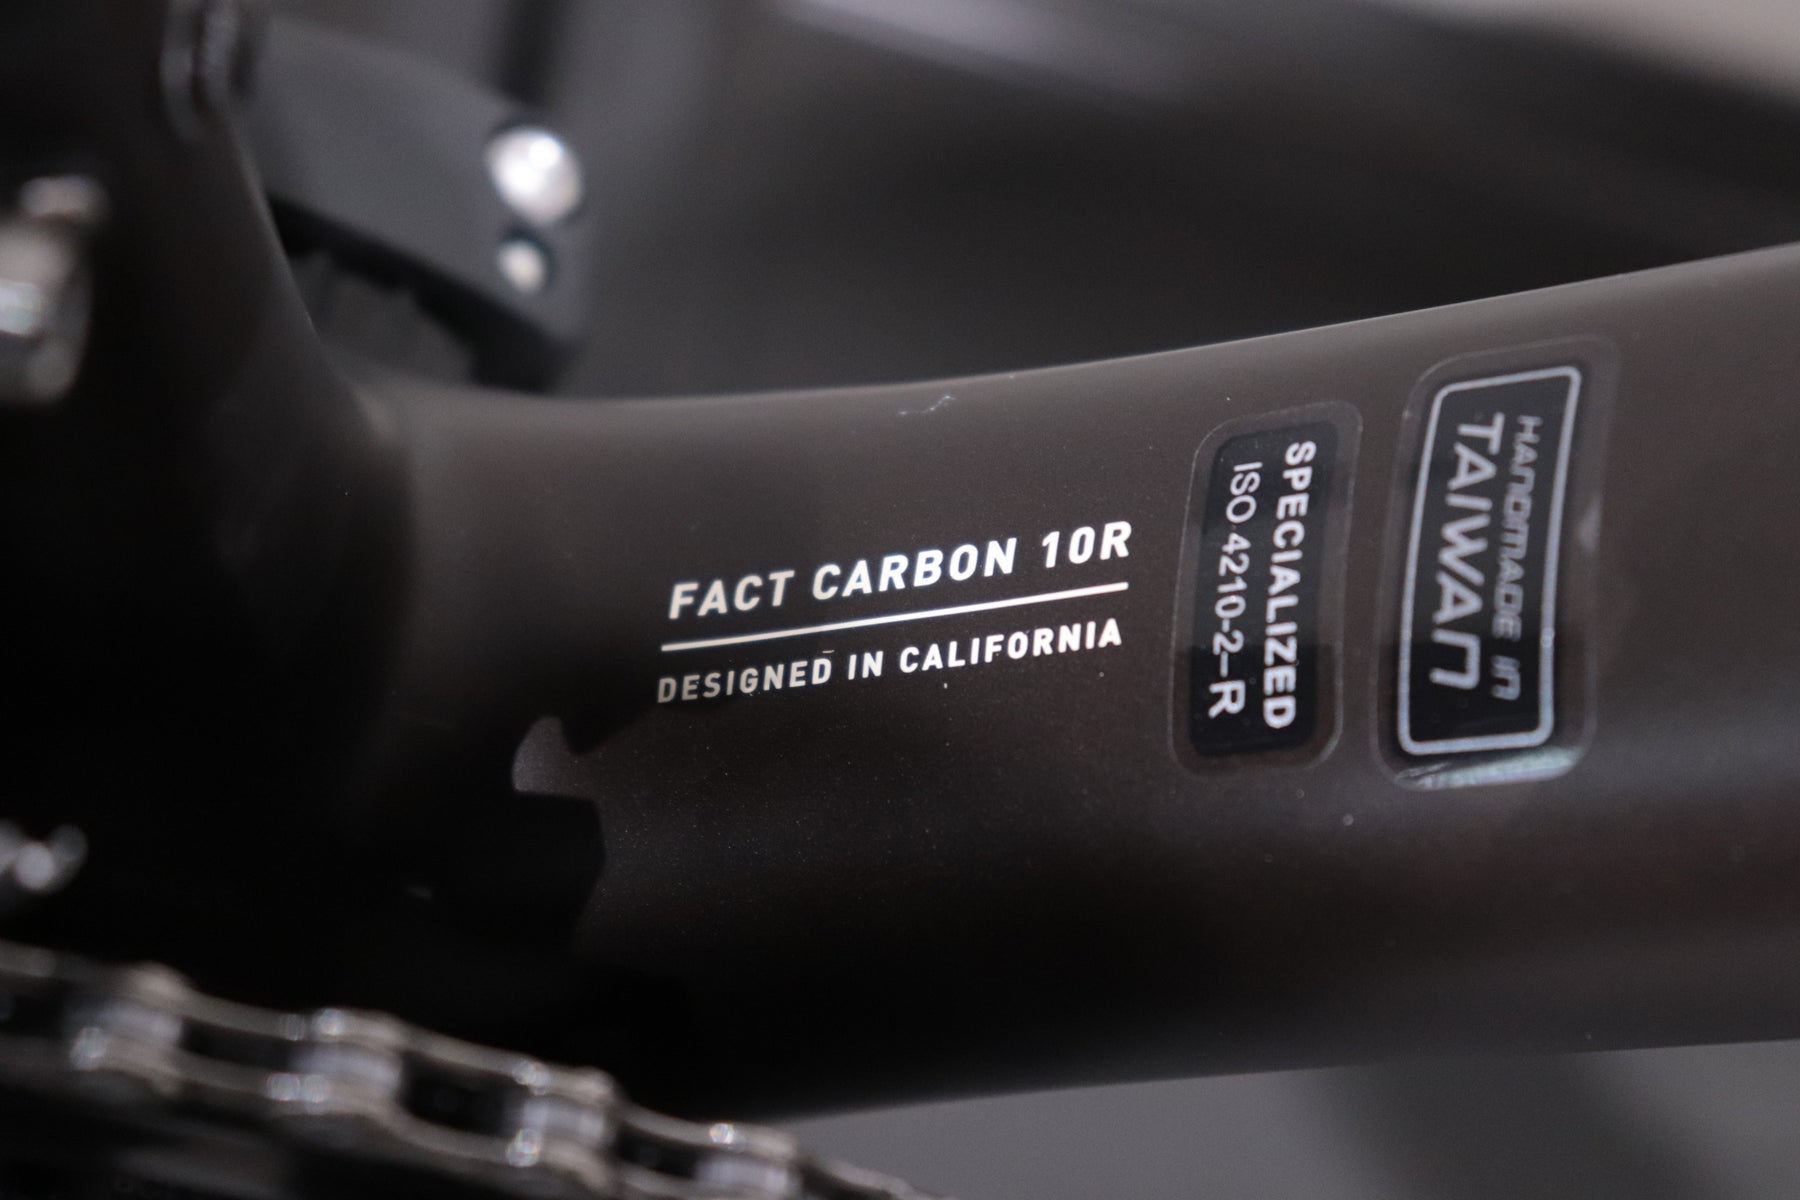 FACT CARBON 10R
DESIGNED IN CALIFORNIA
SPECIALIZED
ISO 4210-2–R
HANDMADE IN
TAIWAN